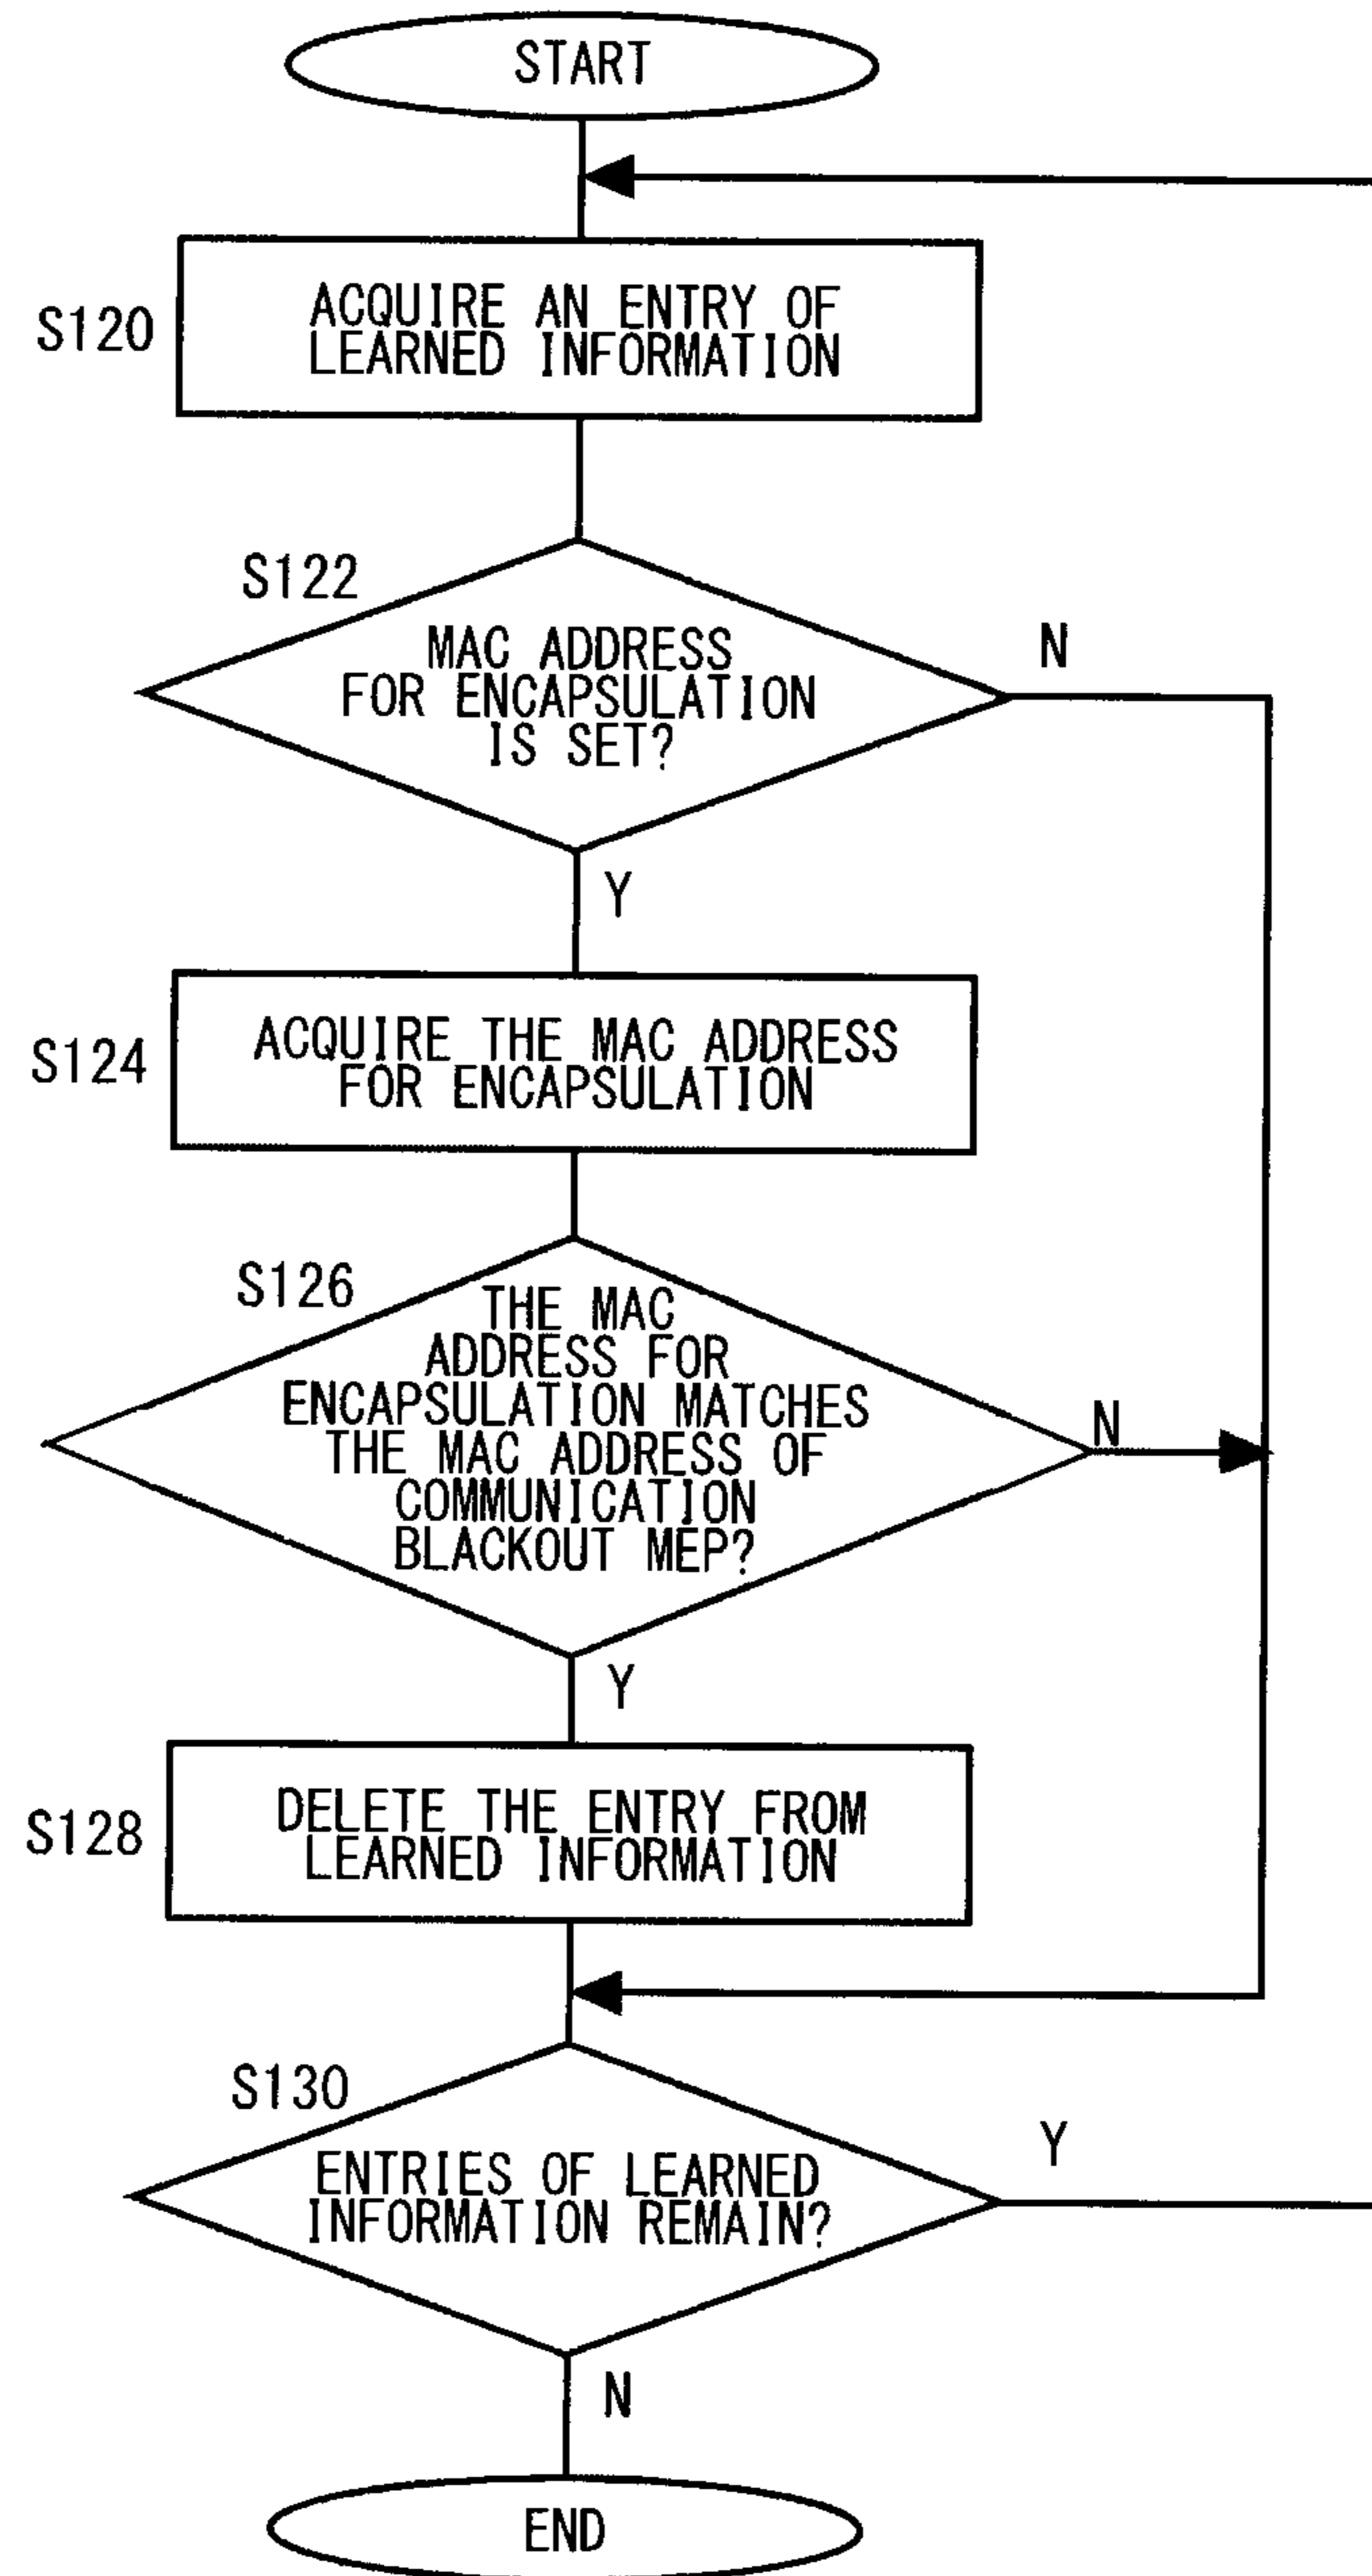 START
S120
ACQUIRE AN ENTRY OF
LEARNED INFORMATION
S122
MAC ADDRESS
FOR ENCAPSULATION
IS SET?
N
Y
S124
ACQUIRE THE MAC ADDRESS
FOR ENCAPSULATION
S126
THE MAC
ADDRESS FOR
ENCAPSULATION MATCHES
THE MAC ADDRESS OF
COMMUNICATION
BLACKOUT MEP?
N
Y
S128
DELETE THE ENTRY FROM
LEARNED INFORMATION
S130
ENTRIES OF LEARNED
INFORMATION REMAIN?
Y
N
END